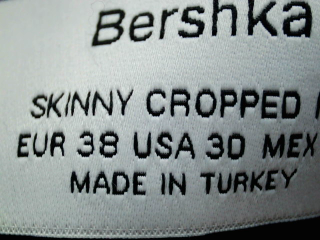 Bershka
SKINNY CROPPED
EUR 38 USA 30 MEX
MADE IN TURKEY